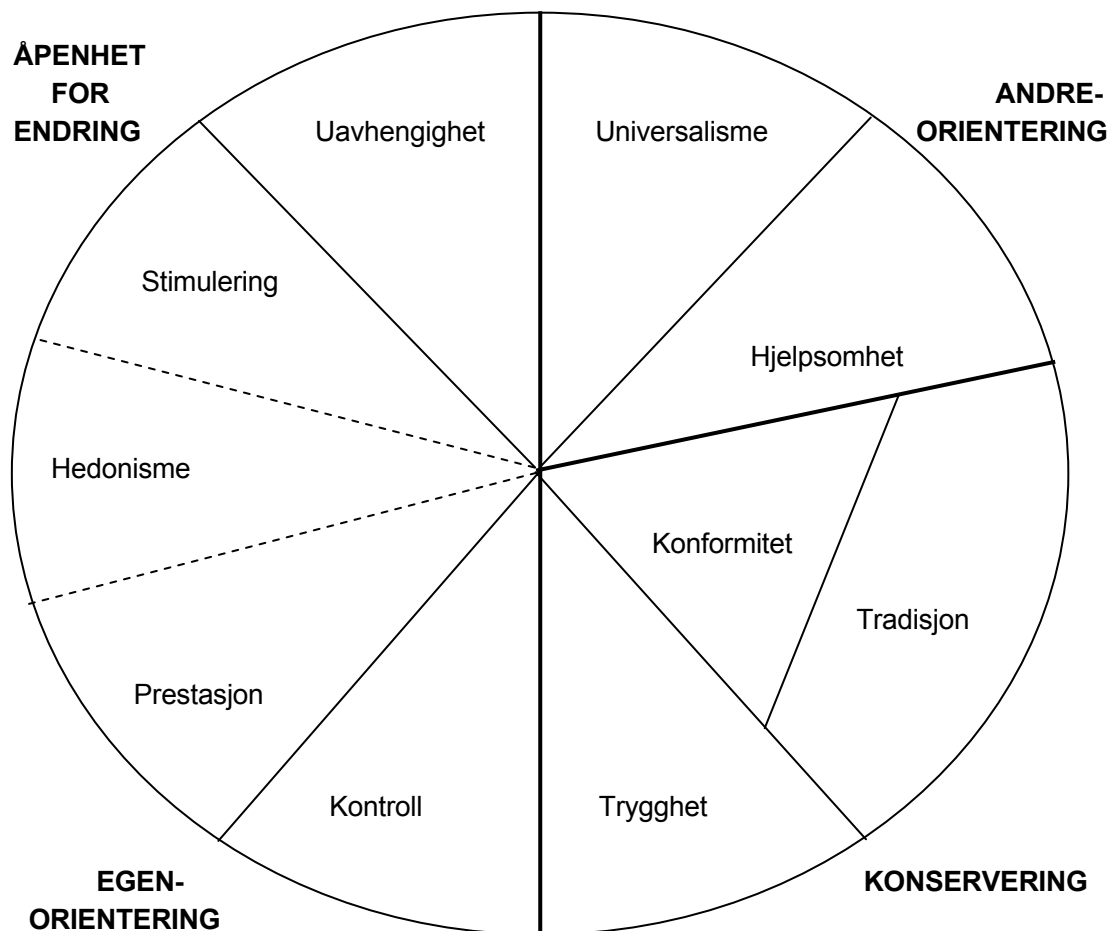 ÅPENHET
FOR
ENDRING
ANDRE-
ORIENTERING
Uavhengighet
Universalisme
Stimulering
Hjelpsomhet
Hedonisme
Konformitet
Tradisjon
Prestasjon
Kontroll
Trygghet
EGEN-
ORIENTERING
KONSERVERING